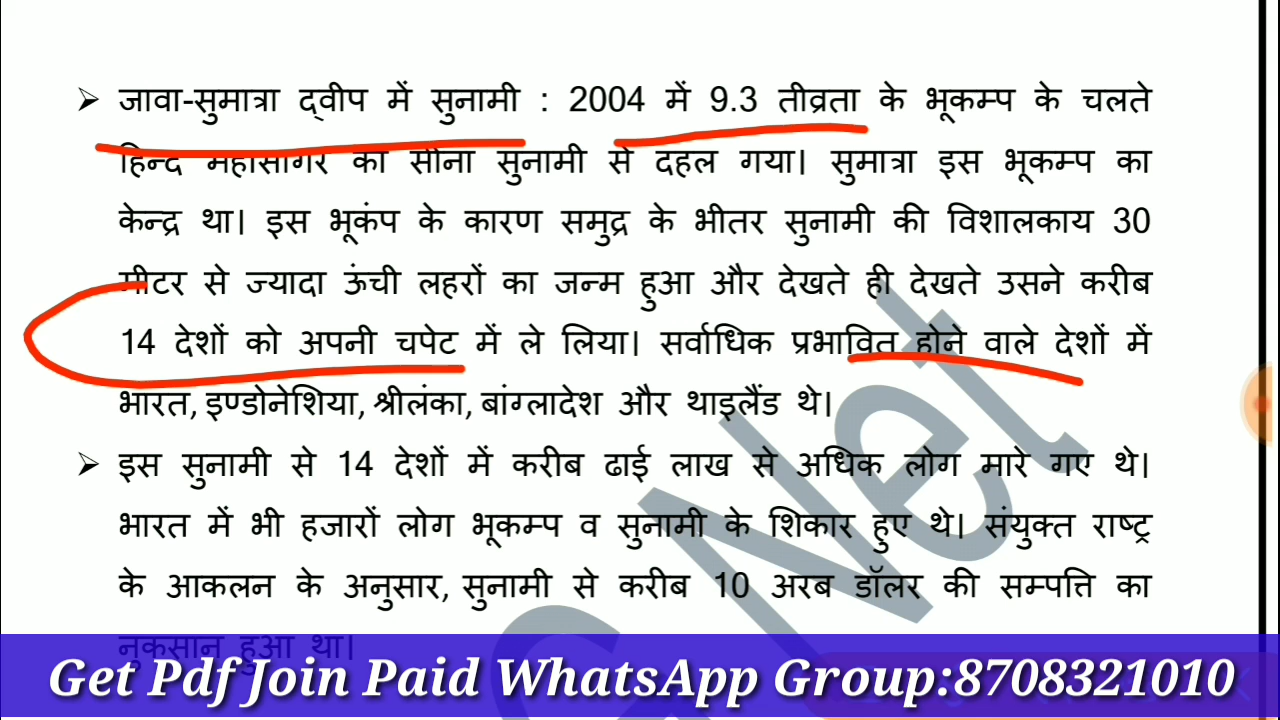 ➢ जावा-सुमात्रा द्वीप में सुनामी : 2004 में 9.3 तीव्रता के भूकम्प के चलते
हिन्द महासागर का सीना सुनामी से दहल गया। सुमात्रा इस भूकम्प का
केन्द्र था। इस भूकंप के कारण समुद्र के भीतर सुनामी की विशालकाय 30
मीटर से ज्यादा ऊंची लहरों का जन्म हुआ और देखते ही देखते उसने करीब
14 देशों को अपनी चपेट में ले लिया। सर्वाधिक प्रभावित होने वाले देशों में
भारत, इण्डोनेशिया, श्रीलंका, बांग्लादेश और थाइलैंड थे।
➢ इस सुनामी से 14 देशों में करीब ढाई लाख से अधिक लोग मारे गए थे।
भारत में भी हजारों लोग भूकम्प व सुनामी के शिकार हुए थे। संयुक्त राष्ट्र
के आकलन के अनुसार, सुनामी से करीब 10 अरब डॉलर की सम्पत्ति का
नुकसान हुआ था।
Net
Get Pdf Join Paid WhatsApp Group:8708321010